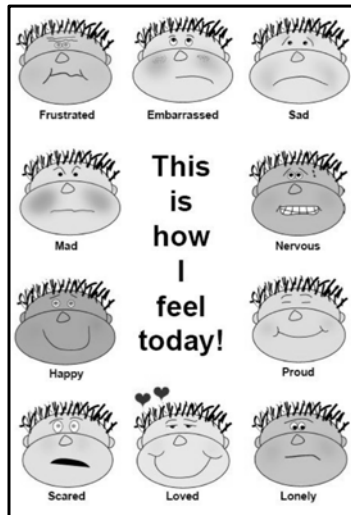 Frustrated Embarrassed Sad
This
is
how
I
feel
today!
Mad Nervous
Happy Proud
Scared Loved Lonely